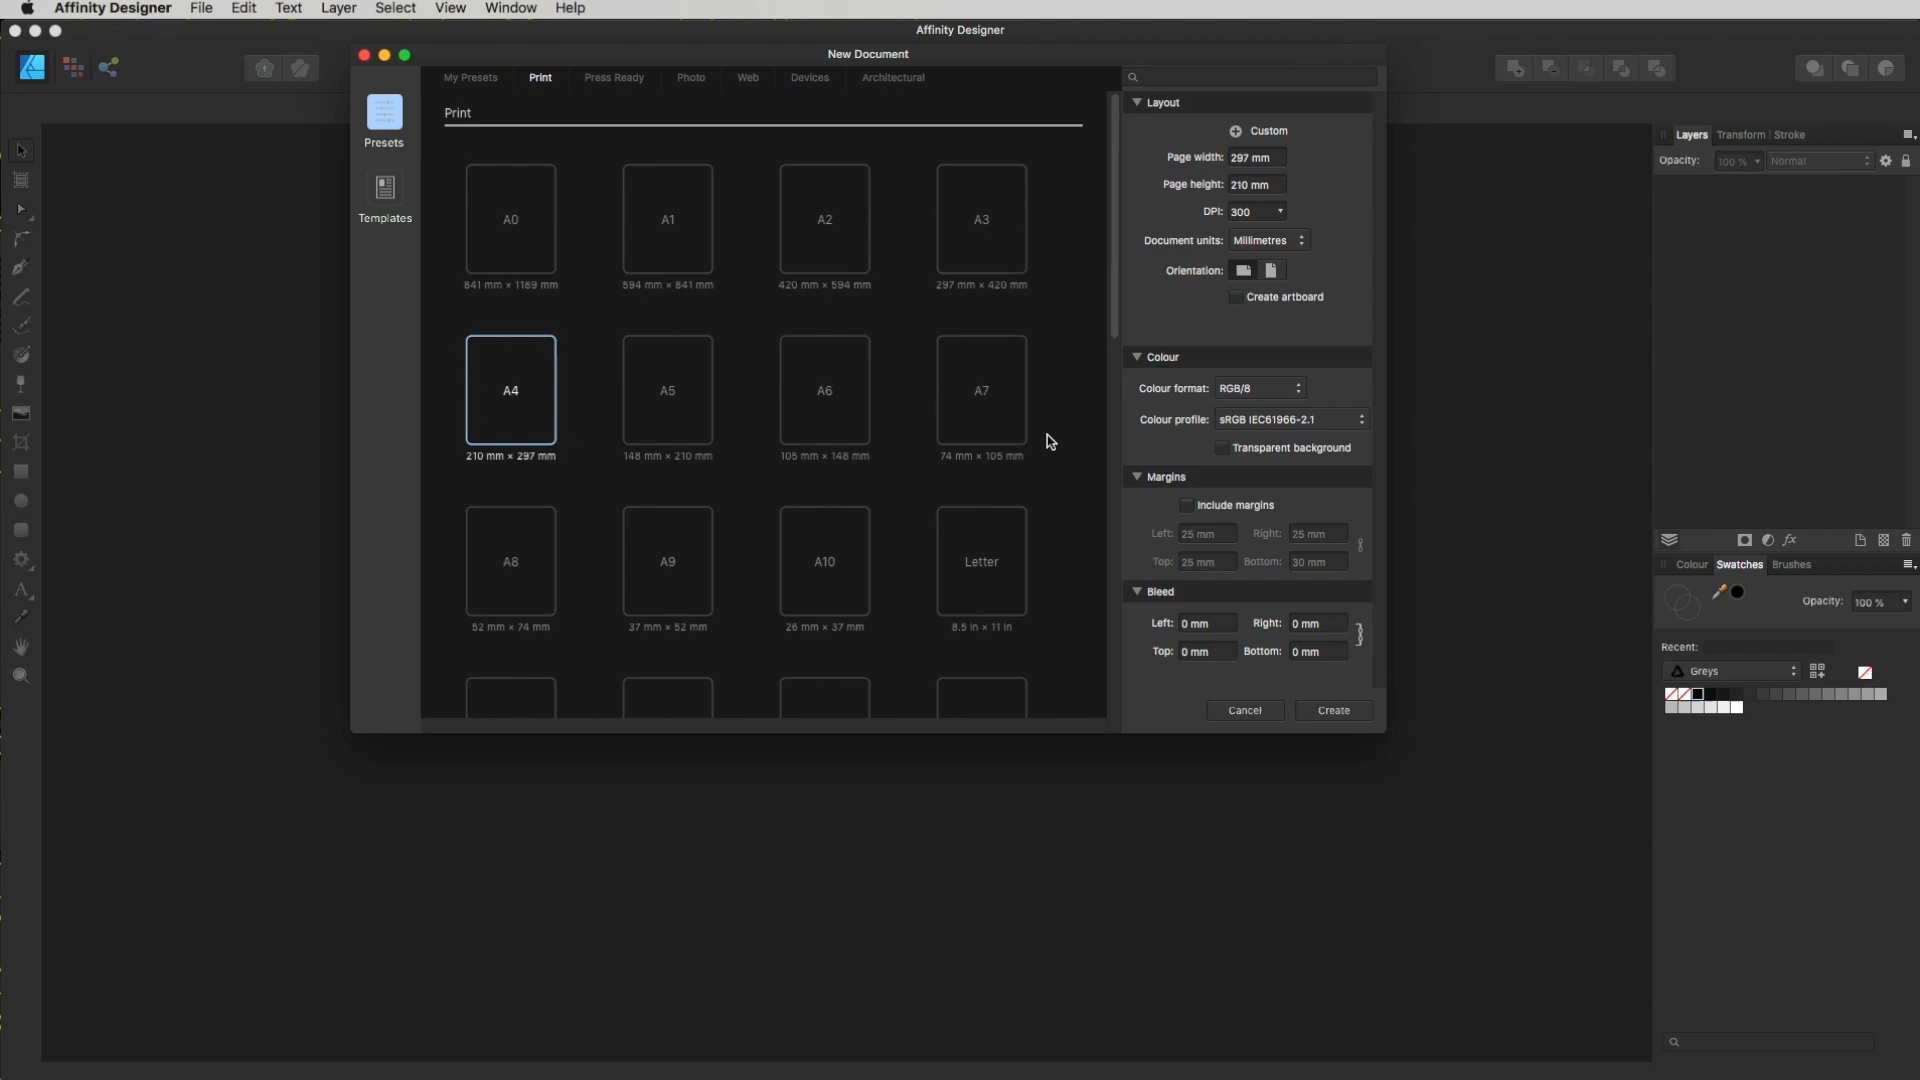 Affinity Designer File Edit Text Layer Select View Window Help
Affinity Designer
New Document
My Presets Print Press Ready Photo Web Devices Architectural
Print
Presets
Templates
A0 A1 A2 A3
841 mm × 1189 mm 594 mm × 841 mm 420 mm × 594 mm 297 mm × 420 mm
A4 A5 A6 A7
210 mm × 297 mm 148 mm × 210 mm 105 mm × 148 mm 74 mm × 105 mm
A8 A9 A10 Letter
52 mm × 74 mm 37 mm × 52 mm 26 mm × 37 mm 8.5 in × 11 in
Layout
Custom
Page width: 297 mm
Page height: 210 mm
DPI: 300
Document units: Millimetres
Orientation:
Create artboard
Colour
Colour format: RGB/8
Colour profile: sRGB IEC61966-2.1
Transparent background
Margins
Include margins
Left: 25 mm Right: 25 mm
Top: 25 mm Bottom: 30 mm
Bleed
Left: 0 mm Right: 0 mm
Top: 0 mm Bottom: 0 mm
Cancel Create
Layers Transform Stroke
Opacity: 100 % Normal
fx
Colour Swatches Brushes
Opacity: 100 %
Recent:
Greys